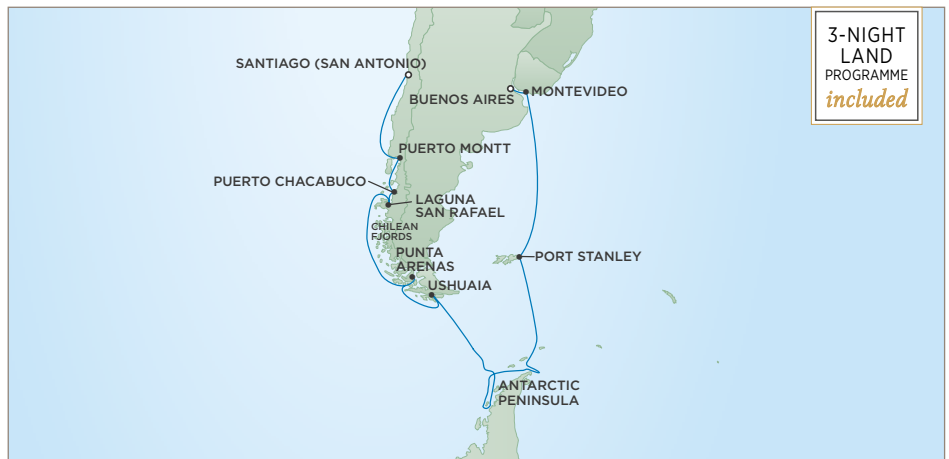 3-NIGHT
LAND
PROGRAMME
included
SANTIAGO (SAN ANTONIO)
BUENOS AIRES
MONTEVIDEO
PUERTO MONTT
PUERTO CHACABUCO
LAGUNA
SAN RAFAEL
CHILEAN
FJORDS
PUNTA
ARENAS
PORT STANLEY
USHUAIA
ANTARCTIC
PENINSULA